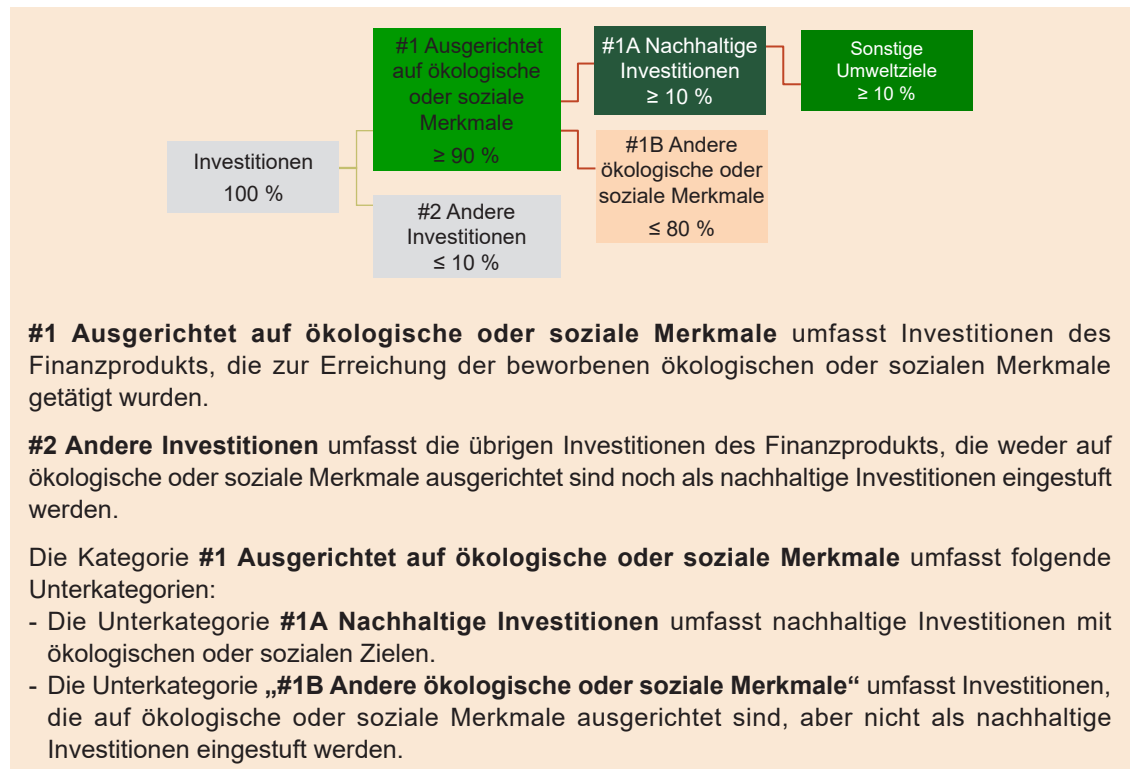 #1 Ausgerichtet
auf ökologische
oder soziale
Merkmale
≥ 90 %
#1A Nachhaltige
Investitionen
≥ 10 %
Sonstige
Umweltziele
≥ 10 %
Investitionen
100 %
#1B Andere
ökologische oder
soziale Merkmale
≤ 80 %
#2 Andere
Investitionen
≤ 10 %
#1 Ausgerichtet auf ökologische oder soziale Merkmale umfasst Investitionen des
Finanzprodukts, die zur Erreichung der beworbenen ökologischen oder sozialen Merkmale
getätigt wurden.
#2 Andere Investitionen umfasst die übrigen Investitionen des Finanzprodukts, die weder auf
ökologische oder soziale Merkmale ausgerichtet sind noch als nachhaltige Investitionen eingestuft
werden.
Die Kategorie #1 Ausgerichtet auf ökologische oder soziale Merkmale umfasst folgende
Unterkategorien:
- Die Unterkategorie #1A Nachhaltige Investitionen umfasst nachhaltige Investitionen mit
ökologischen oder sozialen Zielen.
- Die Unterkategorie „#1B Andere ökologische oder soziale Merkmale“ umfasst Investitionen,
die auf ökologische oder soziale Merkmale ausgerichtet sind, aber nicht als nachhaltige
Investitionen eingestuft werden.